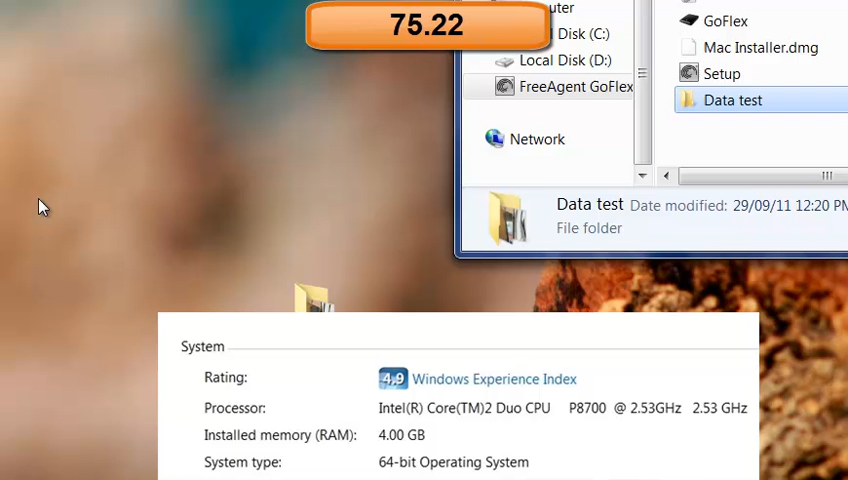 75.22
uter
Disk (C:)
Local Disk (D:)
FreeAgent GoFlex
Network
GoFlex
Mac Installer.dmg
Setup
Data test
Data test Date modified: 29/09/11 12:20 PM
File folder
System
Rating: 4.9 Windows Experience Index
Processor: Intel(R) Core(TM)2 Duo CPU P8700 @ 2.53GHz 2.53 GHz
Installed memory (RAM): 4.00 GB
System type: 64-bit Operating System